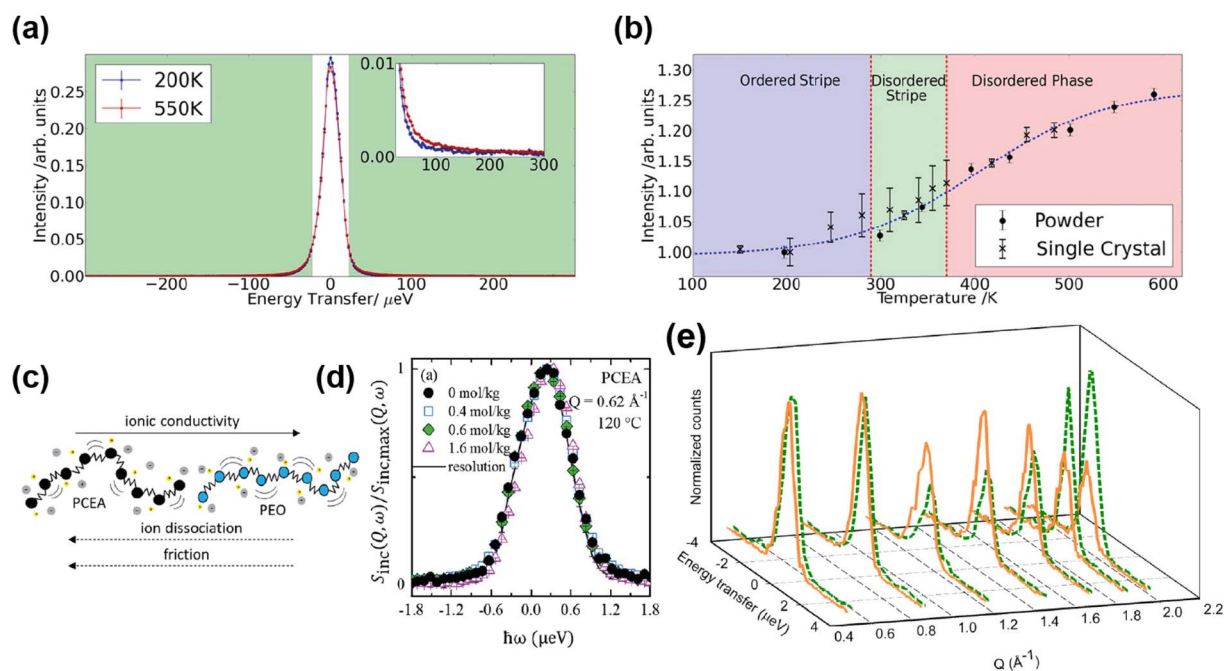 (a)
Intensity /arb. units
0.25
0.20
0.15
0.10
0.05
0.00
200K
550K
0.01
0.00
100
200
300
−200
−100
0
100
200
Energy Transfer/ μeV
(b)
Intensity /arb. units
1.30
1.25
1.20
1.15
1.10
1.05
1.00
Ordered Stripe
Disordered
Stripe
Disordered Phase
Powder
Single Crystal
100
200
300
400
500
600
Temperature /K
(c)
ionic conductivity
PCEA
PEO
ion dissociation
friction
(d)
Sinc(Q, ω)/Sinc,max(Q, ω)
1
0
(a)
0 mol/kg
0.4 mol/kg
0.6 mol/kg
1.6 mol/kg
resolution
PCEA
Q = 0.62 Å-1
120 °C
-1.8
-0.6
0.0
0.6
1.2
1.8
ħω (μeV)
(e)
Normalized counts
-4
-2
0
2
4
Energy transfer (μeV)
0.4
0.6
0.8
1.0
1.2
1.4
1.6
1.8
2.0
2.2
Q (Å-1)